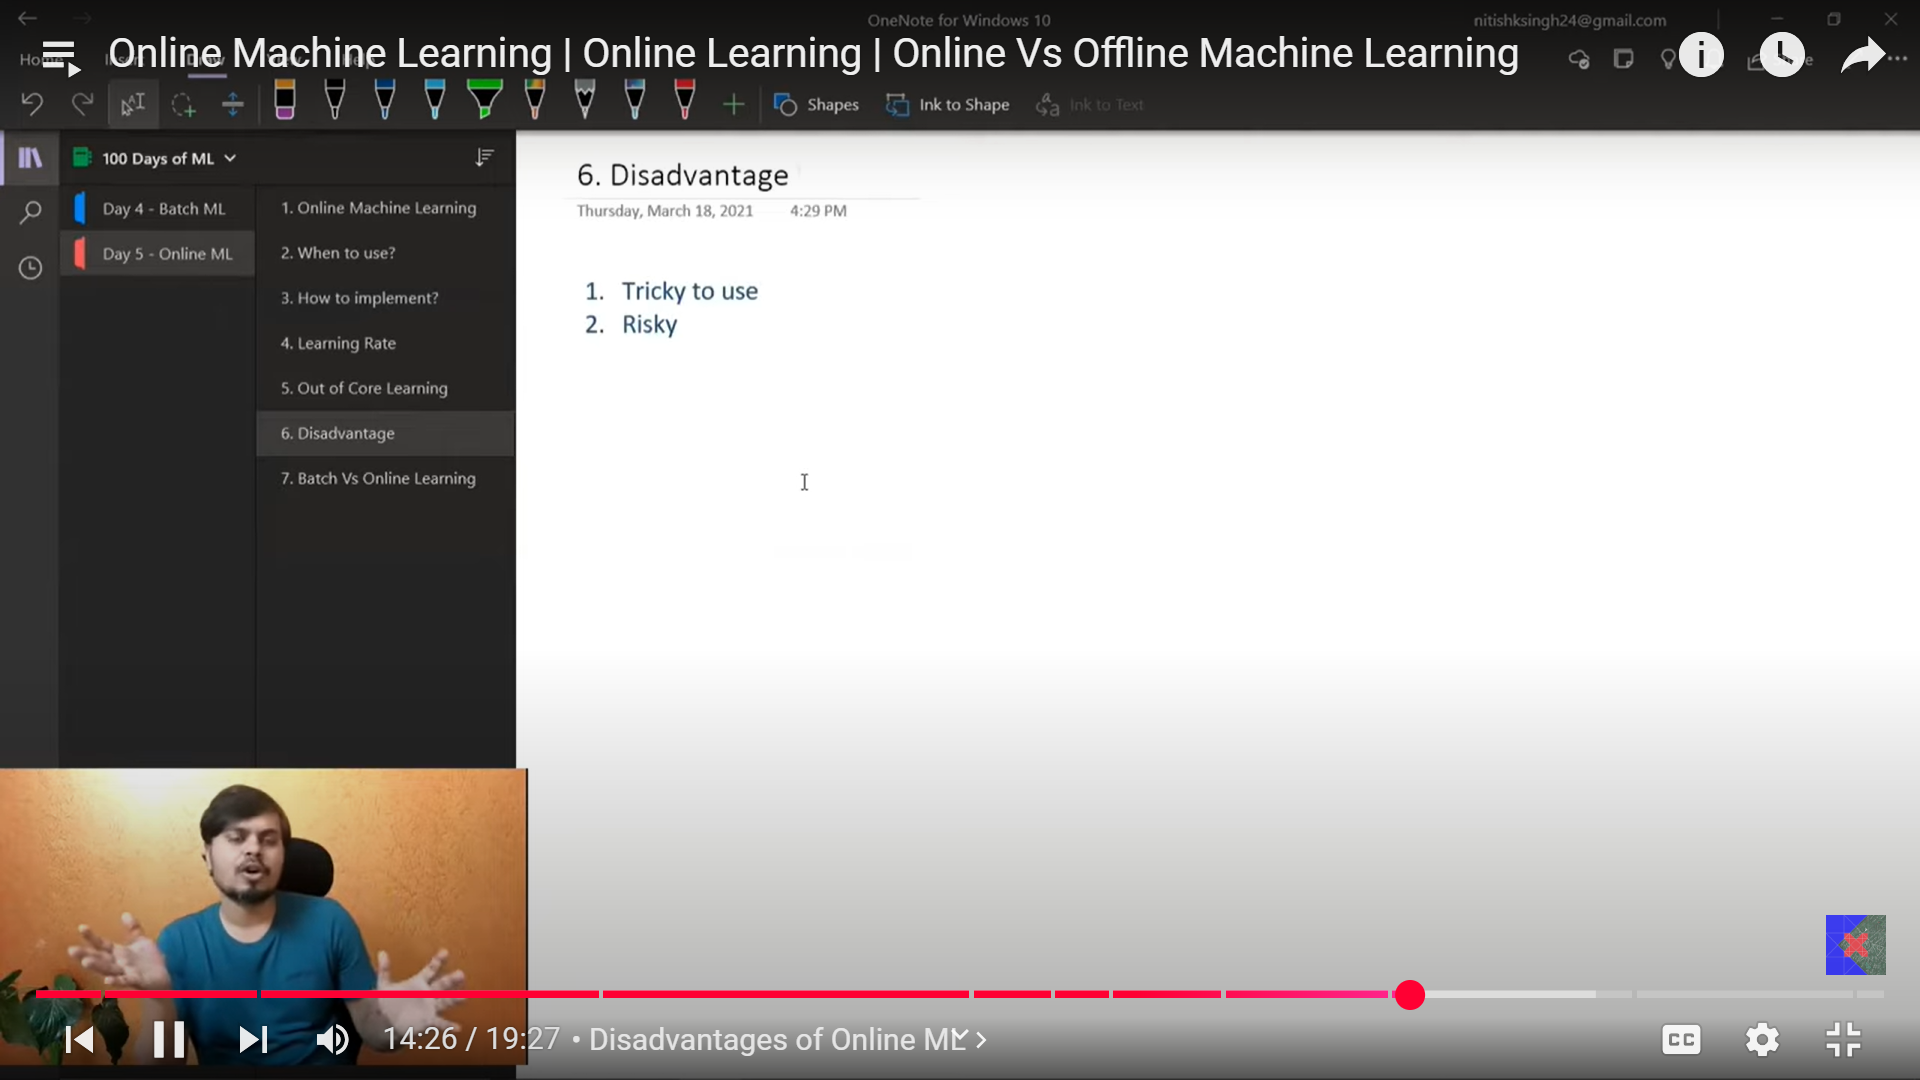 OneNote for Windows 10
nitishksingh24@gmail.com
Online Machine Learning | Online Learning | Online Vs Offline Machine Learning
Shapes
Ink to Shape
Ink to Text
100 Days of ML
Day 4 - Batch ML
Day 5 - Online ML
1. Online Machine Learning
2. When to use?
3. How to implement?
4. Learning Rate
5. Out of Core Learning
6. Disadvantage
7. Batch Vs Online Learning
6. Disadvantage
Thursday, March 18, 2021 4:29 PM
1. Tricky to use
2. Risky
14:26 / 19:27 • Disadvantages of Online ML
CC